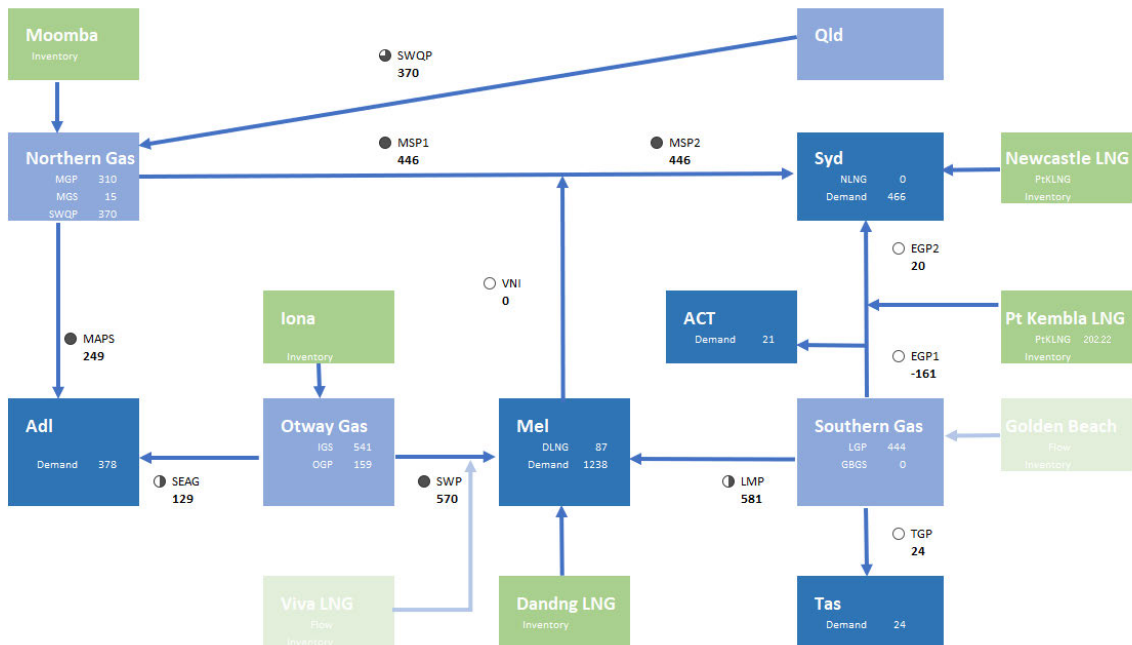 Moomba
Inventory
Qld
SWQP
370
MSP1
446
MSP2
446
Northern Gas
MGP 310
MGS 15
SWQP 370
Syd
NLNG 0
Demand 466
Newcastle LNG
PtKLNG
Inventory
EGP2
20
VNI
0
Iona
Inventory
ACT
Demand 21
Pt Kembla LNG
PtKLNG 202.22
Inventory
MAPS
249
EGP1
-161
Adl
Demand 378
Otway Gas
IGS 541
OGP 159
Mel
DLNG 87
Demand 1238
Southern Gas
LGP 444
GBGS 0
Golden Beach
Flow
Inventory
SEAG
129
SWP
570
LMP
581
TGP
24
Viva LNG
Flow
Inventory
Dandng LNG
Inventory
Tas
Demand 24